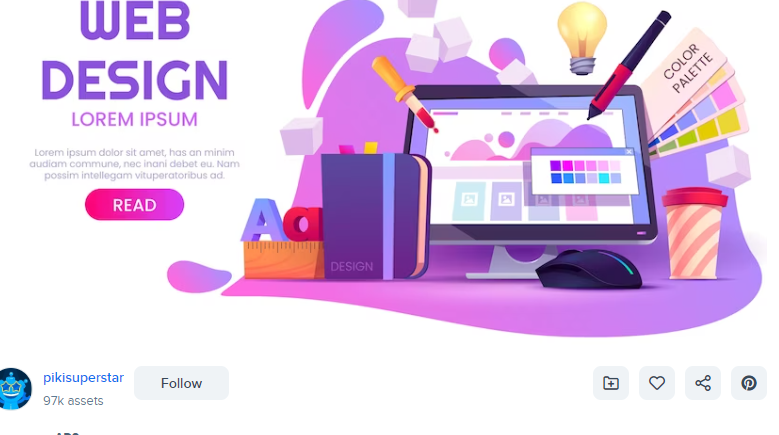 WEB
DESIGN
LOREM IPSUM
Lorem ipsum dolor sit amet, has an minim
audiam commune, nec inani debet eu. Nam
possim intellegam vituperatoribus ad.
READ
COLOR
PALETTE
A a
DESIGN
pikisuperstar
Follow
97k assets